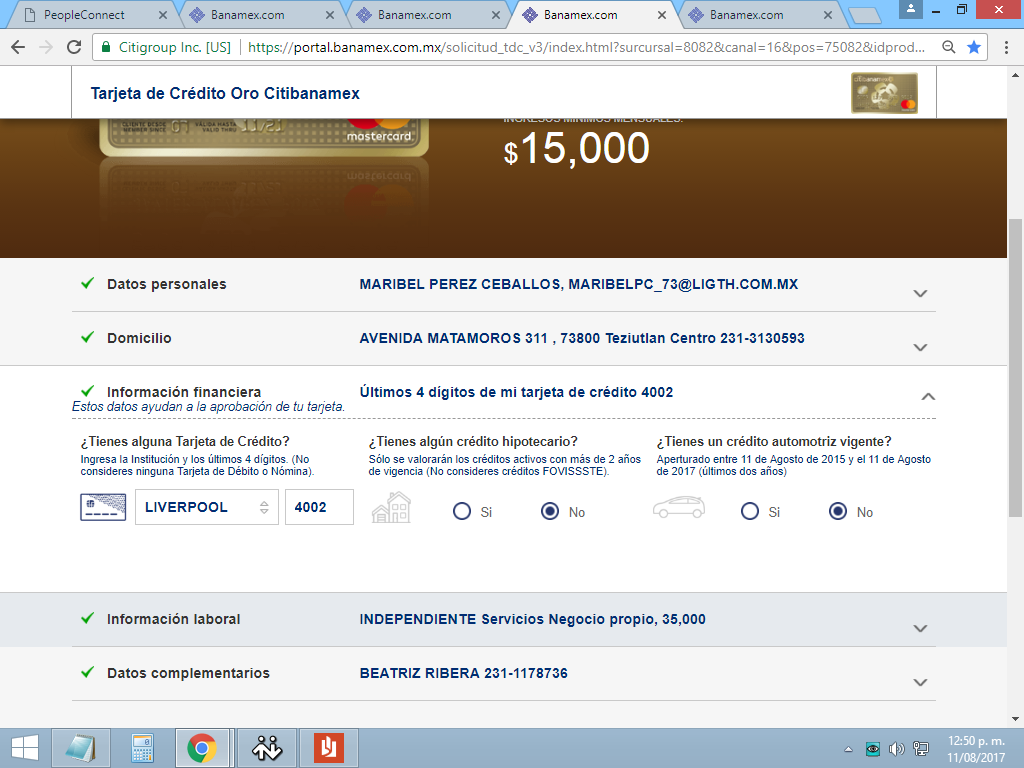 PeopleConnect
Banamex.com
Banamex.com
Banamex.com
Banamex.com
Citigroup Inc. [US]
https://portal.banamex.com.mx/solicitud_tdc_v3/index.html?surcursal=8082&canal=16&pos=75082&idprod...
Tarjeta de Crédito Oro Citibanamex
INGRESOS MÍNIMOS MENSUALES:
$15,000
mastercard.
Datos personales
MARIBEL PEREZ CEBALLOS, MARIBELPC_73@LIGTH.COM.MX
Domicilio
AVENIDA MATAMOROS 311 , 73800 Teziutlan Centro 231-3130593
Información financiera
Últimos 4 dígitos de mi tarjeta de crédito 4002
Estos datos ayudan a la aprobación de tu tarjeta.
¿Tienes alguna Tarjeta de Crédito?
Ingresa la Institución y los últimos 4 dígitos. (No
consideres ninguna Tarjeta de Débito o Nómina).
LIVERPOOL
4002
¿Tienes algún crédito hipotecario?
Sólo se valorarán los créditos activos con más de 2 años
de vigencia (No consideres créditos FOVISSSTE).
Si
No
¿Tienes un crédito automotriz vigente?
Aperturado entre 11 de Agosto de 2015 y el 11 de Agosto
de 2017 (últimos dos años)
Si
No
Información laboral
INDEPENDIENTE Servicios Negocio propio, 35,000
Datos complementarios
BEATRIZ RIBERA 231-1178736
12:50 p. m.
11/08/2017